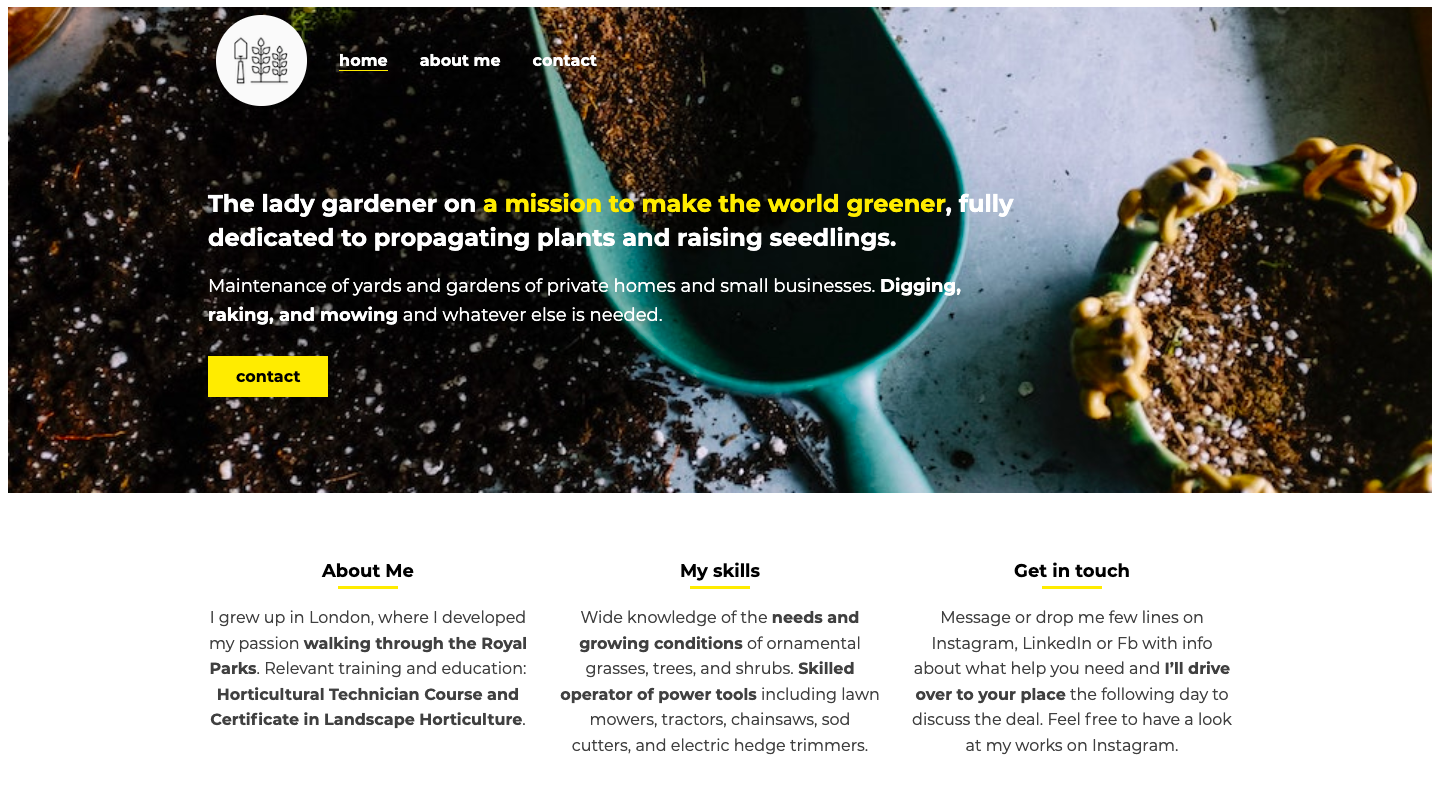 home about me contact
The lady gardener on a mission to make the world greener, fully
dedicated to propagating plants and raising seedlings.
Maintenance of yards and gardens of private homes and small businesses. Digging,
raking, and mowing and whatever else is needed.
contact
About Me
I grew up in London, where I developed
my passion walking through the Royal
Parks. Relevant training and education:
Horticultural Technician Course and
Certificate in Landscape Horticulture.
My skills
Wide knowledge of the needs and
growing conditions of ornamental
grasses, trees, and shrubs. Skilled
operator of power tools including lawn
mowers, tractors, chainsaws, sod
cutters, and electric hedge trimmers.
Get in touch
Message or drop me few lines on
Instagram, LinkedIn or Fb with info
about what help you need and I’ll drive
over to your place the following day to
discuss the deal. Feel free to have a look
at my works on Instagram.